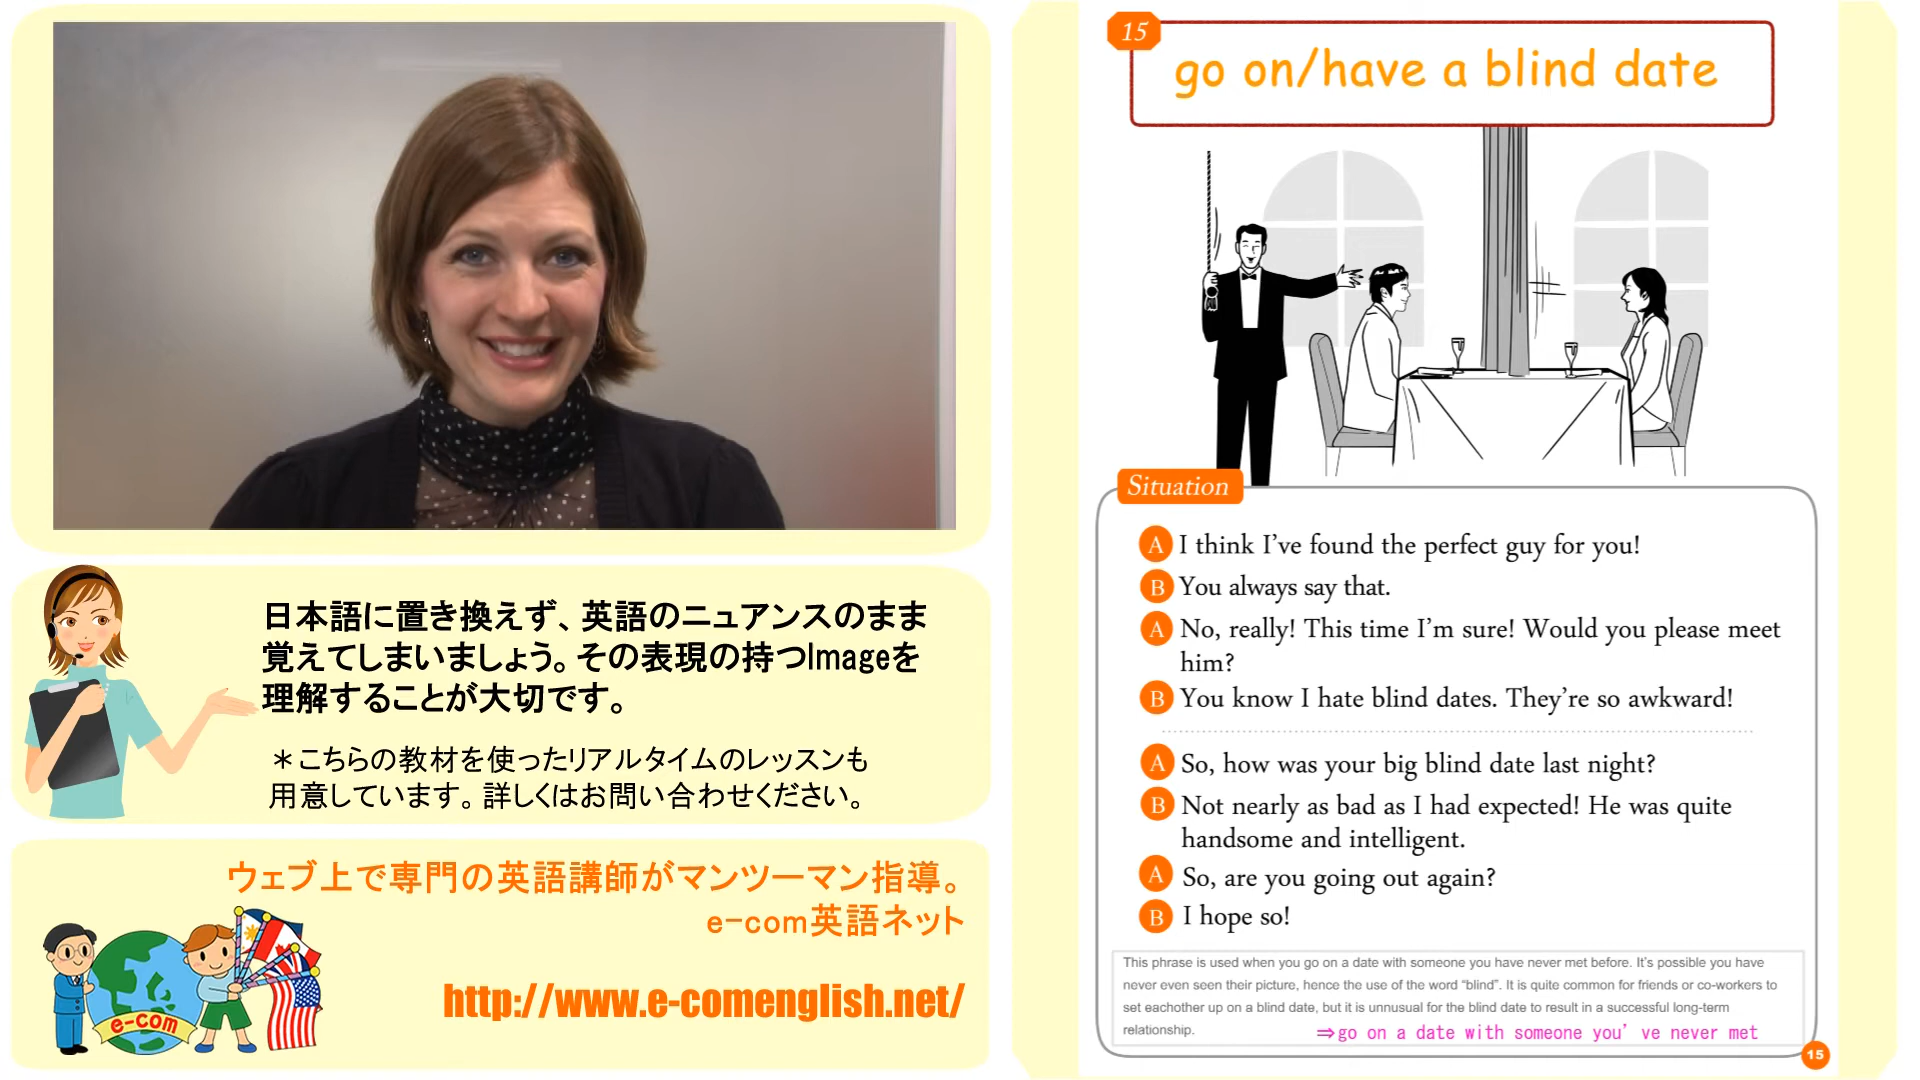 15
go on/have a blind date
Situation
A I think I've found the perfect guy for you!
B You always say that.
A No, really! This time I'm sure! Would you please meet
him?
B You know I hate blind dates. They're so awkward!
A So, how was your big blind date last night?
B Not nearly as bad as I had expected! He was quite
handsome and intelligent.
A So, are you going out again?
B I hope so!
This phrase is used when you go on a date with someone you have never met before. It's possible you have
never even seen their picture, hence the use of the word "blind". It is quite common for friends or co-workers to
set eachother up on a blind date, but it is unnusual for the blind date to result in a successful long-term
relationship.
⇒go on a date with someone you've never met
15
日本語に置き換えず、英語のニュアンスのまま
覚えてしまいましょう。その表現の持つImageを
理解することが大切です。
＊こちらの教材を使ったリアルタイムのレッスンも
用意しています。詳しくはお問い合わせください。
ウェブ上で専門の英語講師がマンツーマン指導。
e-com英語ネット
http://www.e-comenglish.net/
e-com